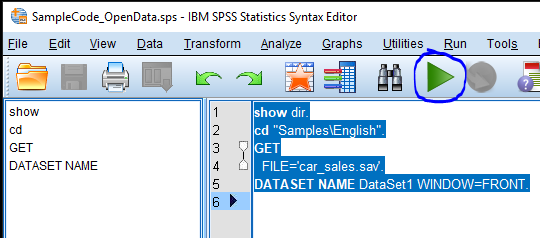 SampleCode_OpenData.sps - IBM SPSS Statistics Syntax Editor
File Edit View Data Transform Analyze Graphs Utilities Run Tools
show
cd
GET
DATASET NAME
1 show dir.
2 cd "Samples\English".
3 GET
4 FILE='car_sales.sav'.
5 DATASET NAME DataSet1 WINDOW=FRONT.
6